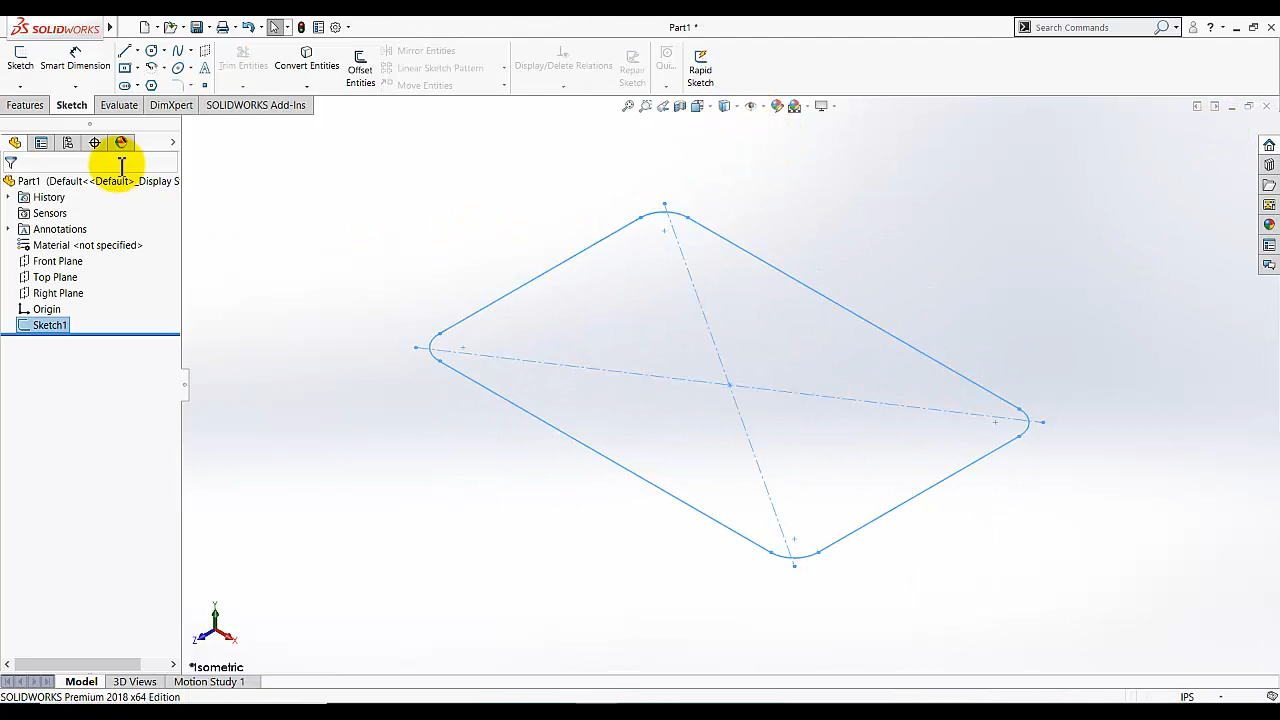 SOLIDWORKS
Part1 *
Search Commands
?
Sketch
Smart Dimension
Trim Entities
Convert Entities
Offset Entities
Mirror Entities
Linear Sketch Pattern
Move Entities
Display/Delete Relations
Repair Sketch
Qui...
Rapid Sketch
Features
Sketch
Evaluate
DimXpert
SOLIDWORKS Add-Ins
Part1 (Default<<Default>_Display S
History
Sensors
Annotations
Material <not specified>
Front Plane
Top Plane
Right Plane
Origin
Sketch1
Y
Z
X
*Isometric
Model
3D Views
Motion Study 1
SOLIDWORKS Premium 2018 x64 Edition
IPS